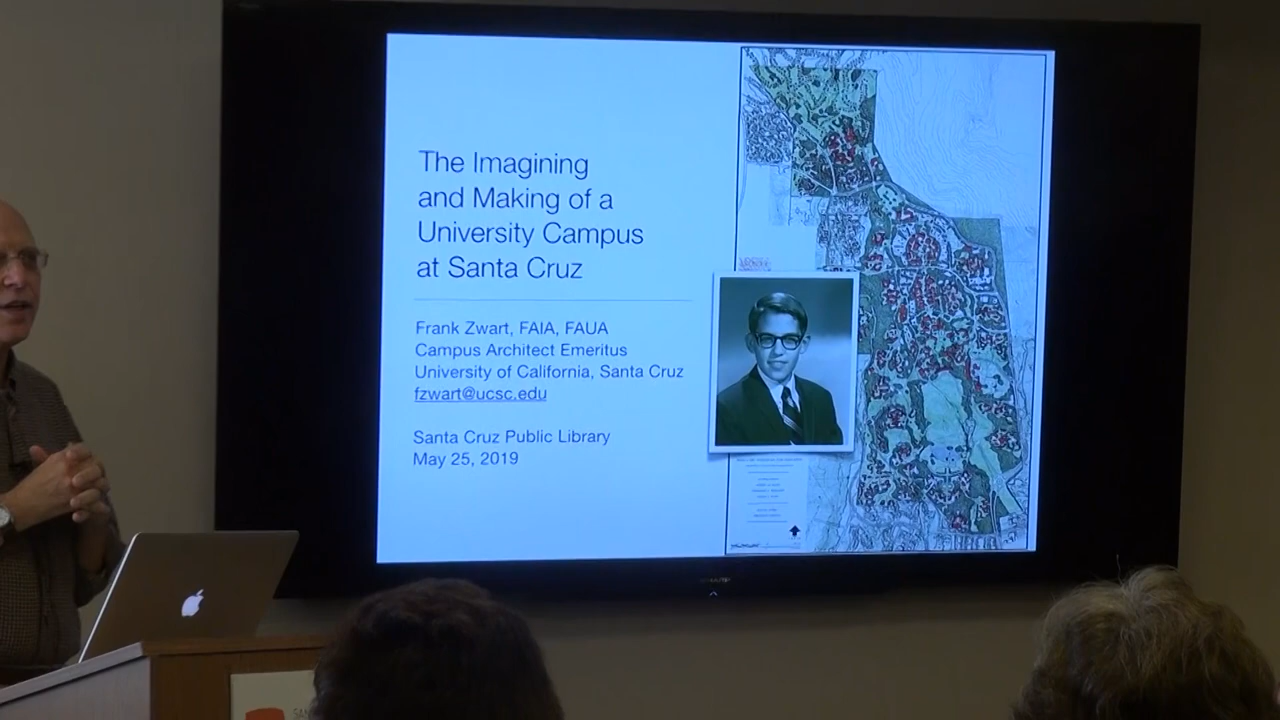 The Imagining
and Making of a
University Campus
at Santa Cruz
Frank Zwart, FAIA, FAUA
Campus Architect Emeritus
University of California, Santa Cruz
fzwart@ucsc.edu
Santa Cruz Public Library
May 25, 2019